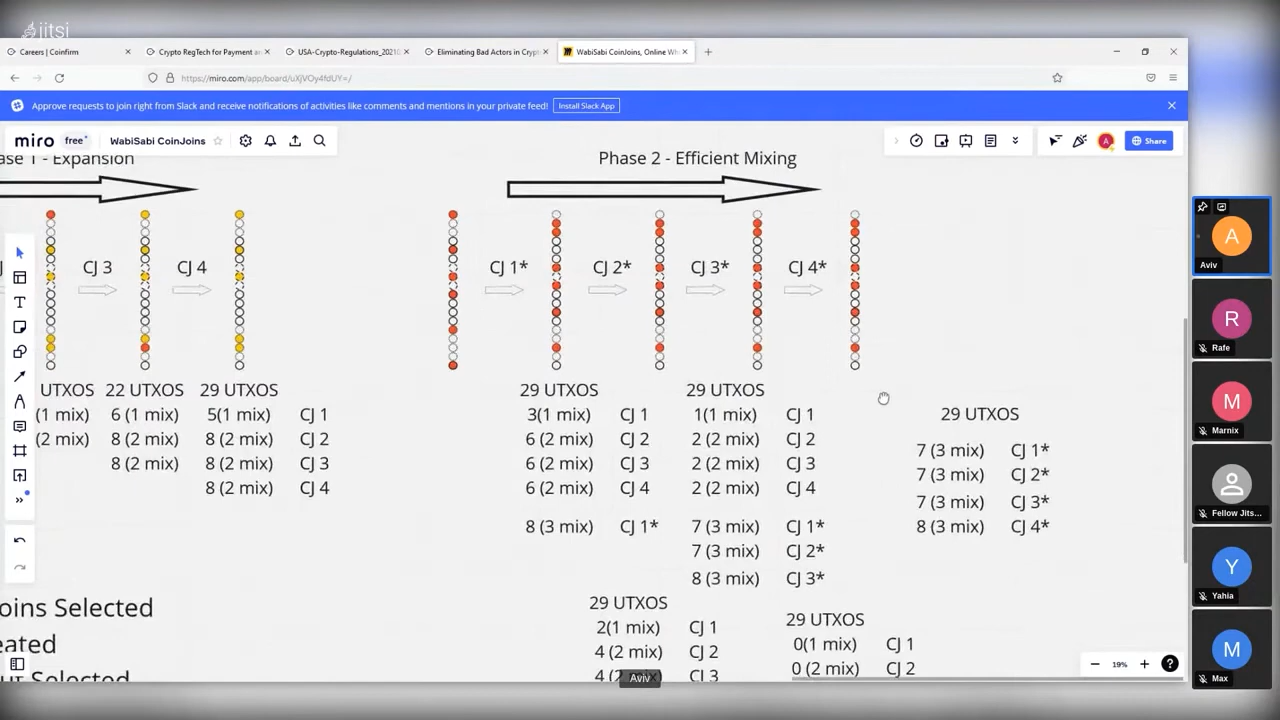 jitsi
Careers | Coinfirm
Crypto RegTech for Payment an
USA-Crypto-Regulations_20210
Eliminating Bad Actors in Crypt
WabiSabi CoinJoins, Online Wh
https://miro.com/app/board/uXjVOy4fdUY=/
Approve requests to join right from Slack and receive notifications of activities like comments and mentions in your private feed!
Install Slack App
miro
free
WabiSabi CoinJoins
A
Share
ase 1 - Expansion
Phase 2 - Efficient Mixing
CJ 3
CJ 4
CJ 1*
CJ 2*
CJ 3*
CJ 4*
UTXOS
(1 mix)
(2 mix)
22 UTXOS
6 (1 mix)
8 (2 mix)
8 (2 mix)
29 UTXOS
5(1 mix) CJ 1
8 (2 mix) CJ 2
8 (2 mix) CJ 3
8 (2 mix) CJ 4
29 UTXOS
3(1 mix) CJ 1
6 (2 mix) CJ 2
6 (2 mix) CJ 3
6 (2 mix) CJ 4
8 (3 mix) CJ 1*
29 UTXOS
1(1 mix) CJ 1
2 (2 mix) CJ 2
2 (2 mix) CJ 3
2 (2 mix) CJ 4
7 (3 mix) CJ 1*
7 (3 mix) CJ 2*
8 (3 mix) CJ 3*
29 UTXOS
7 (3 mix) CJ 1*
7 (3 mix) CJ 2*
7 (3 mix) CJ 3*
8 (3 mix) CJ 4*
29 UTXOS
2(1 mix) CJ 1
4 (2 mix) CJ 2
4 (2 mix) CJ 3
29 UTXOS
0(1 mix) CJ 1
0 (2 mix) CJ 2
oins Selected
eated
ut Selected
19%
Aviv
A
Aviv
R
Rafe
M
Marnix
Fellow Jits...
Y
Yahia
M
Max